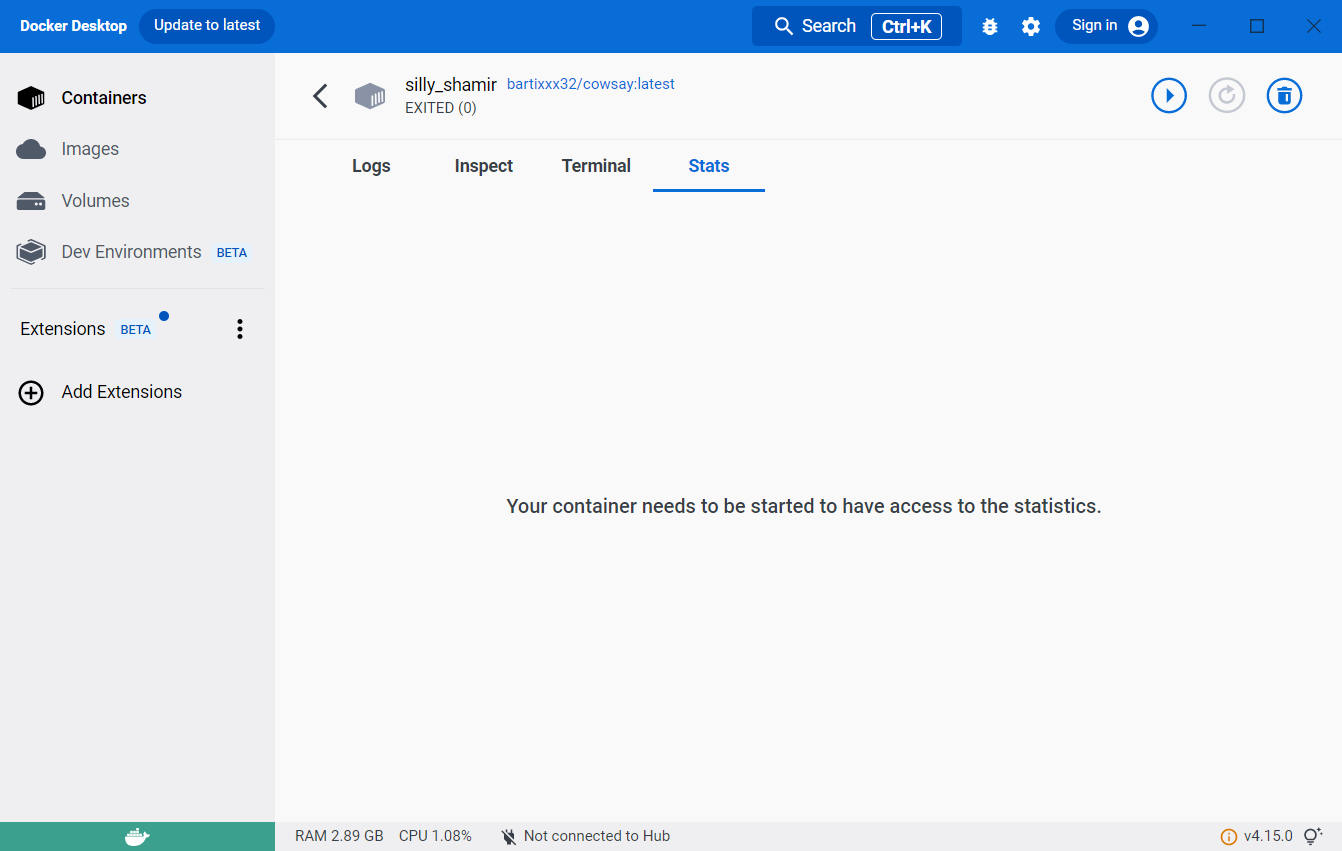 Docker Desktop Update to latest Search Ctrl+K Sign in
Containers
Images
Volumes
Dev Environments BETA
Extensions BETA
Add Extensions
silly_shamir bartixxx32/cowsay:latest
EXITED (0)
Logs Inspect Terminal Stats
Your container needs to be started to have access to the statistics.
RAM 2.89 GB CPU 1.08% Not connected to Hub v4.15.0